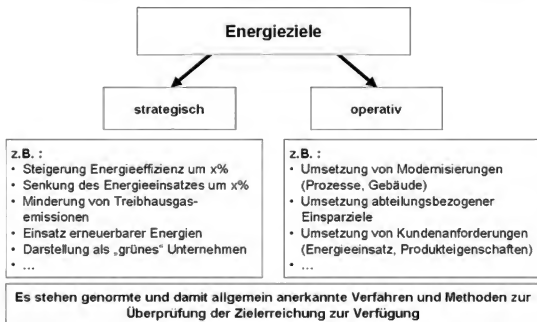 Energieziele
strategisch
operativ
z.B. :
• Steigerung Energieeffizienz um x%
• Senkung des Energieeinsatzes um x%
• Minderung von Treibhausgas-
emissionen
• Einsatz erneuerbarer Energien
• Darstellung als „grünes“ Unternehmen
• ...
z.B. :
• Umsetzung von Modernisierungen
(Prozesse, Gebäude)
• Umsetzung abteilungsbezogener
Einsparziele
• Umsetzung von Kundenanforderungen
(Energieeinsatz, Produkteigenschaften)
• ...
Es stehen genormte und damit allgemein anerkannte Verfahren und Methoden zur
Überprüfung der Zielerreichung zur Verfügung